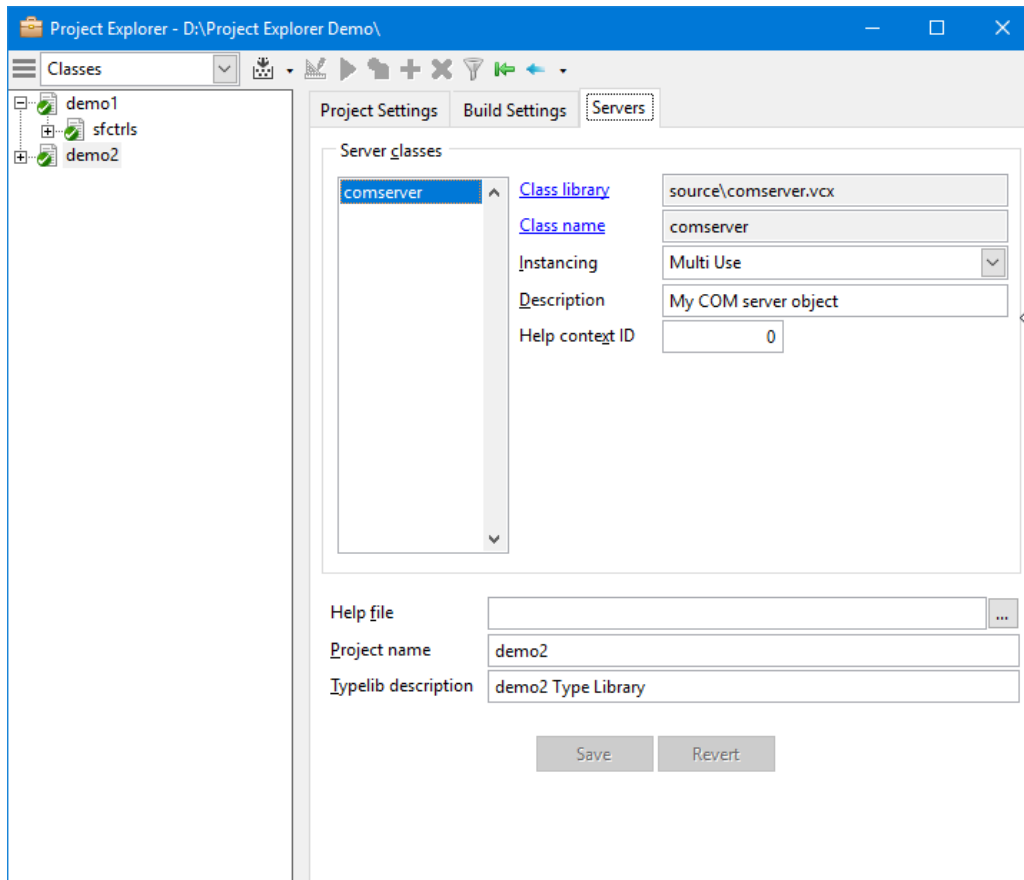 Project Explorer - D:\Project Explorer Demo\
Classes
demo1
sfctrls
demo2
Project Settings
Build Settings
Servers
Server classes
comserver
Class library
source\comserver.vcx
Class name
comserver
Instancing
Multi Use
Description
My COM server object
Help context ID
0
Help file
...
Project name
demo2
Typelib description
demo2 Type Library
Save
Revert